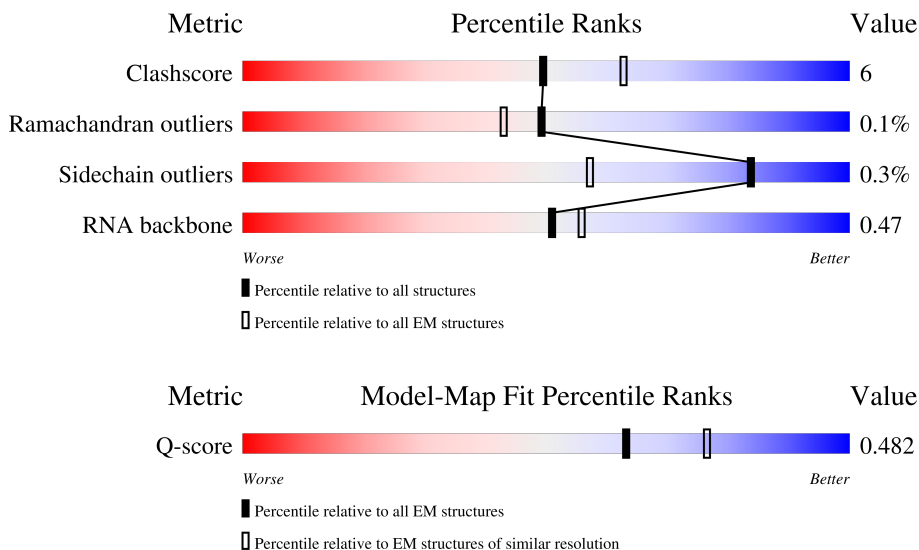 Metric Percentile Ranks Value
Clashscore 6
Ramachandran outliers 0.1%
Sidechain outliers 0.3%
RNA backbone 0.47
Worse Better
Percentile relative to all structures
Percentile relative to all EM structures
Metric Model-Map Fit Percentile Ranks Value
Q-score 0.482
Worse Better
Percentile relative to all EM structures
Percentile relative to EM structures of similar resolution